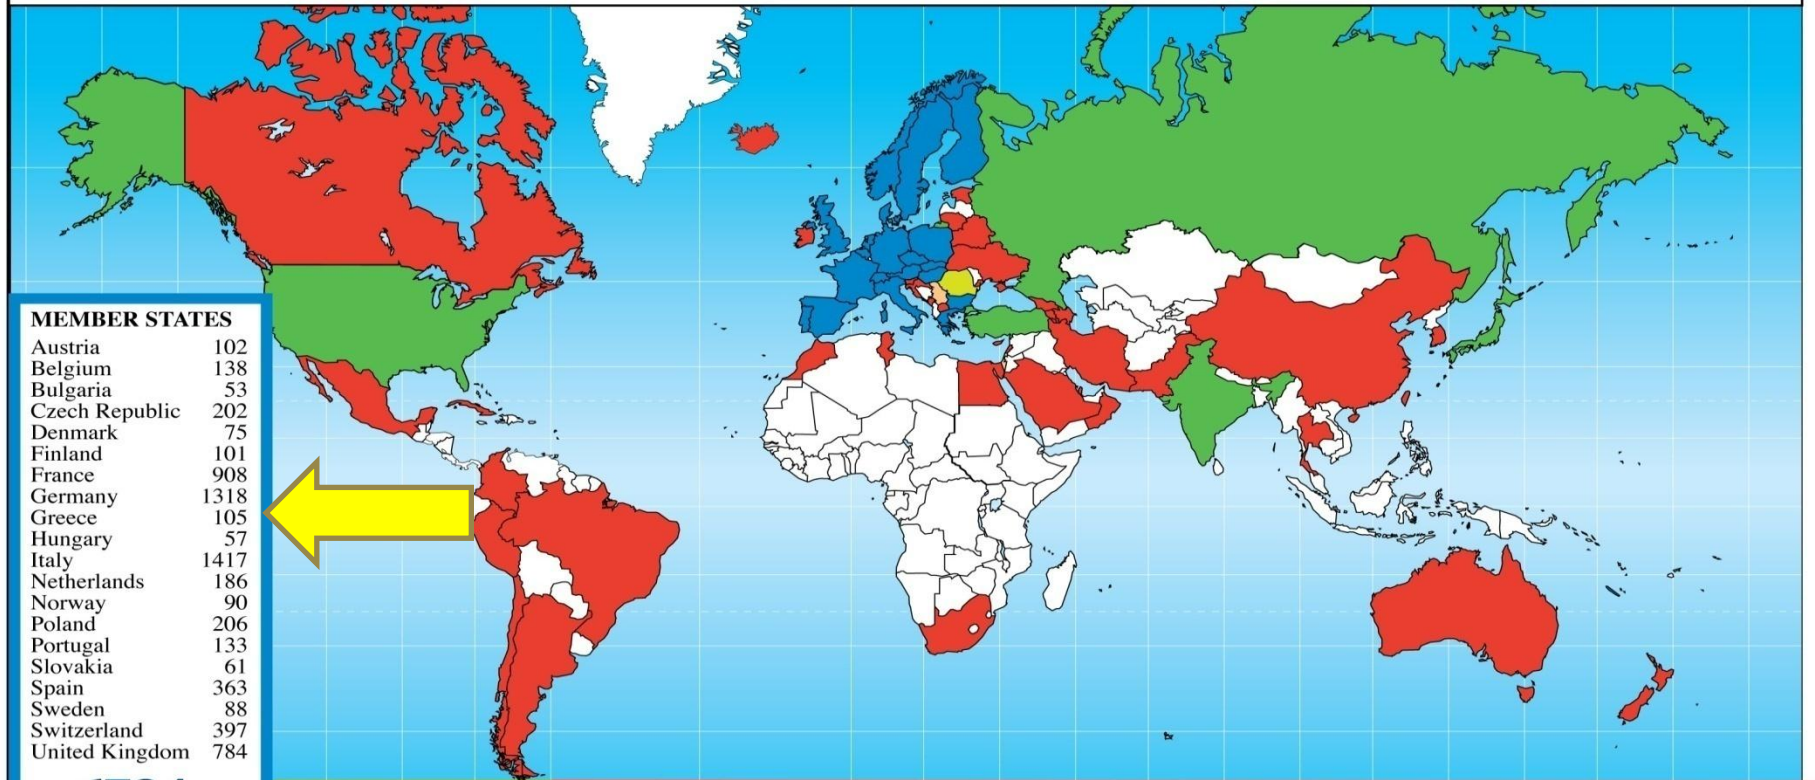 MEMBER STATES
Austria 102
Belgium 138
Bulgaria 53
Czech Republic 202
Denmark 75
Finland 101
France 908
Germany 1318
Greece 105
Hungary 57
Italy 1417
Netherlands 186
Norway 90
Poland 206
Portugal 133
Slovakia 61
Spain 363
Sweden 88
Switzerland 397
United Kingdom 784